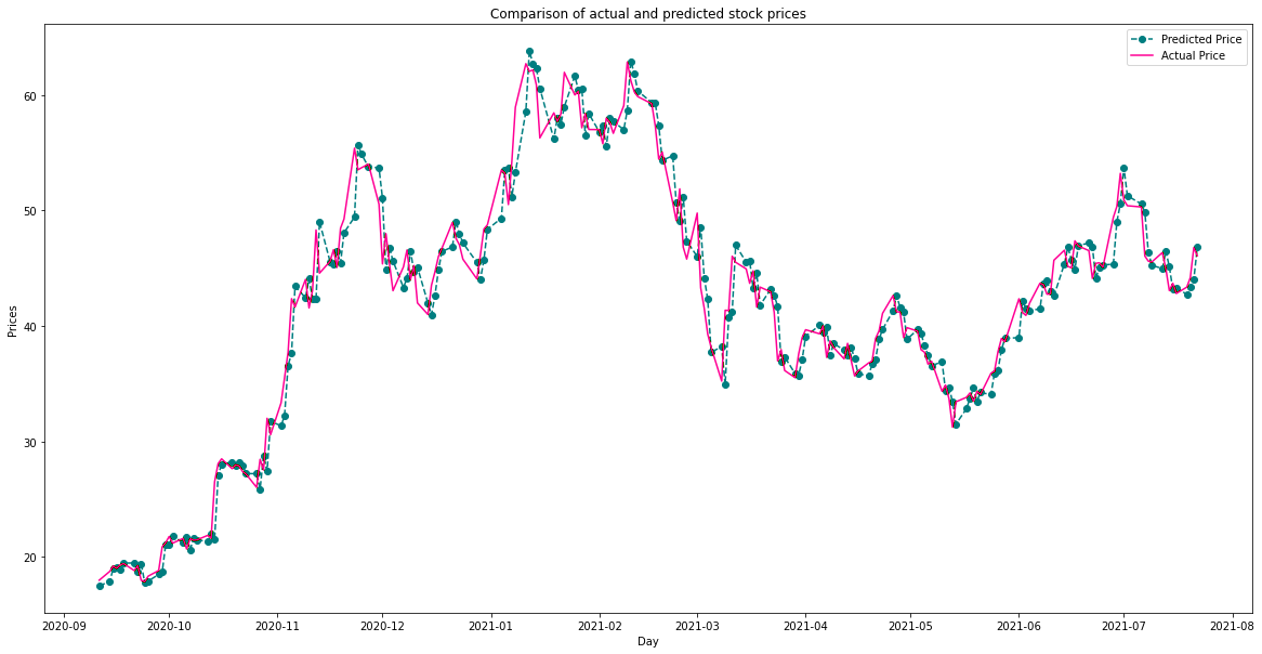 Comparison of actual and predicted stock prices
Predicted Price
Actual Price
60
50
40
30
20
Prices
2020-09 2020-10 2020-11 2020-12 2021-01 2021-02 2021-03 2021-04 2021-05 2021-06 2021-07 2021-08
Day